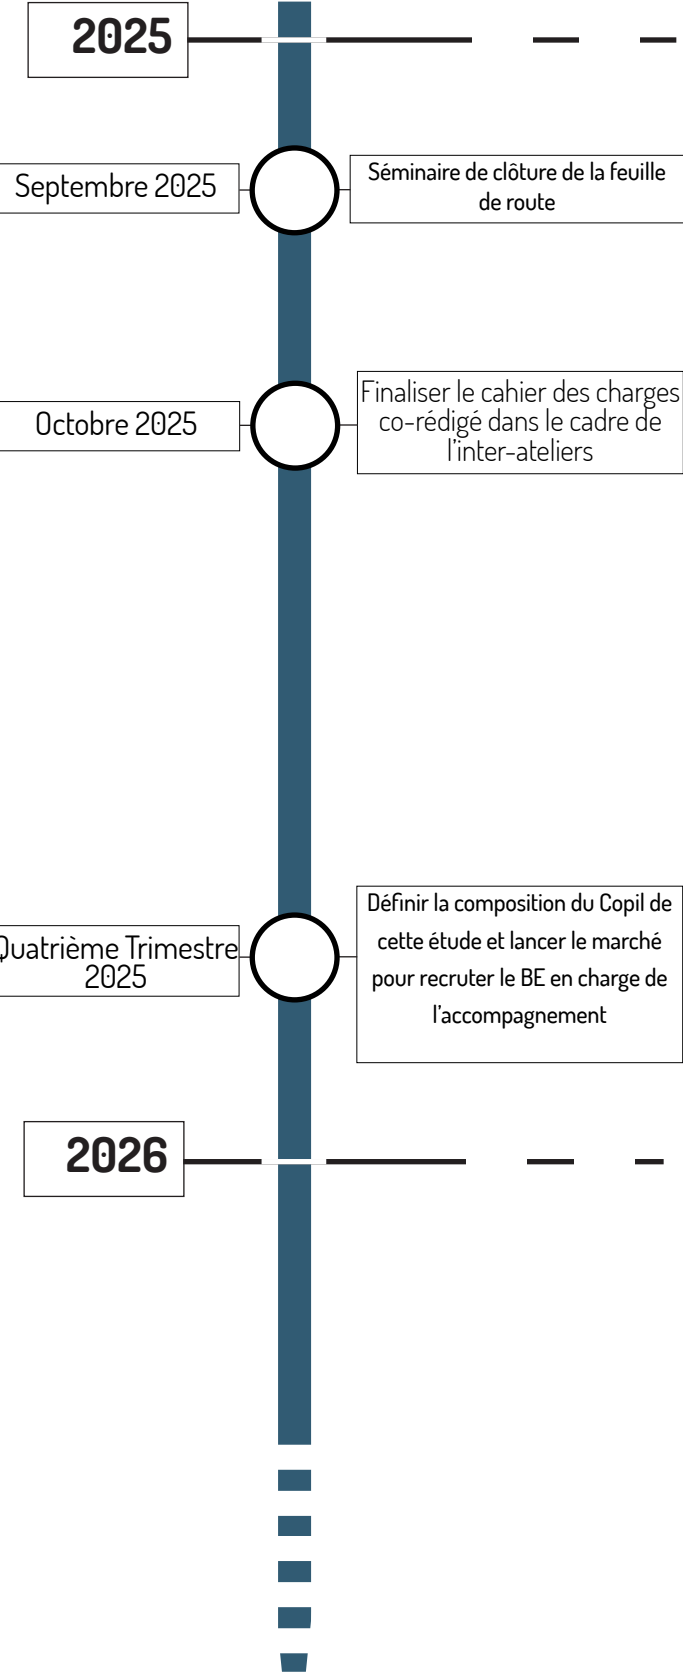 2025
Septembre 2025
Séminaire de clôture de la feuille
de route
Octobre 2025
Finaliser le cahier des charges
co-rédigé dans le cadre de
l'inter-ateliers
Quatrième Trimestre
2025
Définir la composition du Copil de
cette étude et lancer le marché
pour recruter le BE en charge de
l'accompagnement
2026